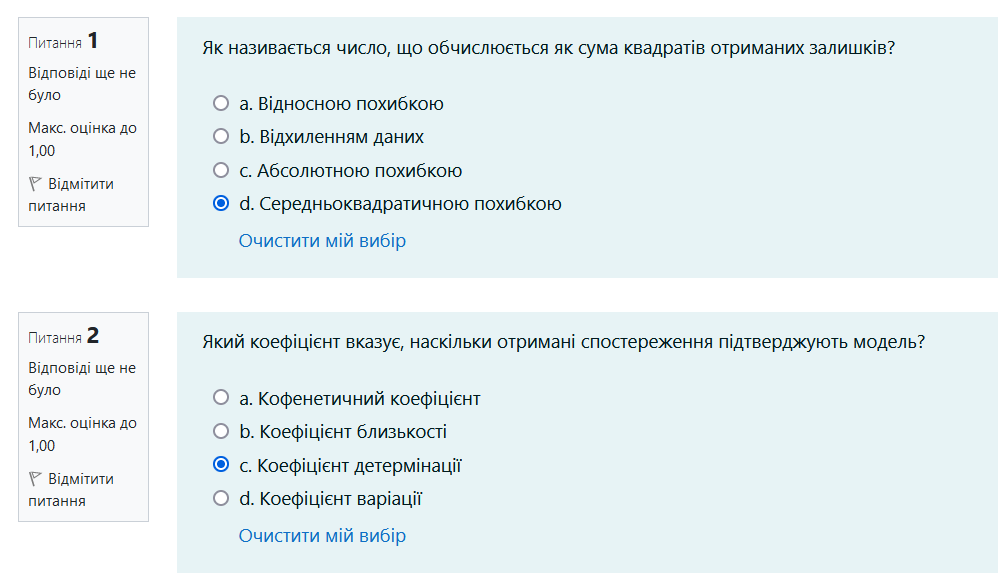 Питання 1
Відповіді ще не
було
Макс. оцінка до
1,00
Відмітити
питання
Як називається число, що обчислюється як сума квадратів отриманих залишків?
a. Відносною похибкою
b. Відхиленням даних
c. Абсолютною похибкою
d. Середньоквадратичною похибкою
Очистити мій вибір
Питання 2
Відповіді ще не
було
Макс. оцінка до
1,00
Відмітити
питання
Який коефіцієнт вказує, наскільки отримані спостереження підтверджують модель?
a. Кофенетичний коефіцієнт
b. Коефіцієнт близькості
c. Коефіцієнт детермінації
d. Коефіцієнт варіації
Очистити мій вибір